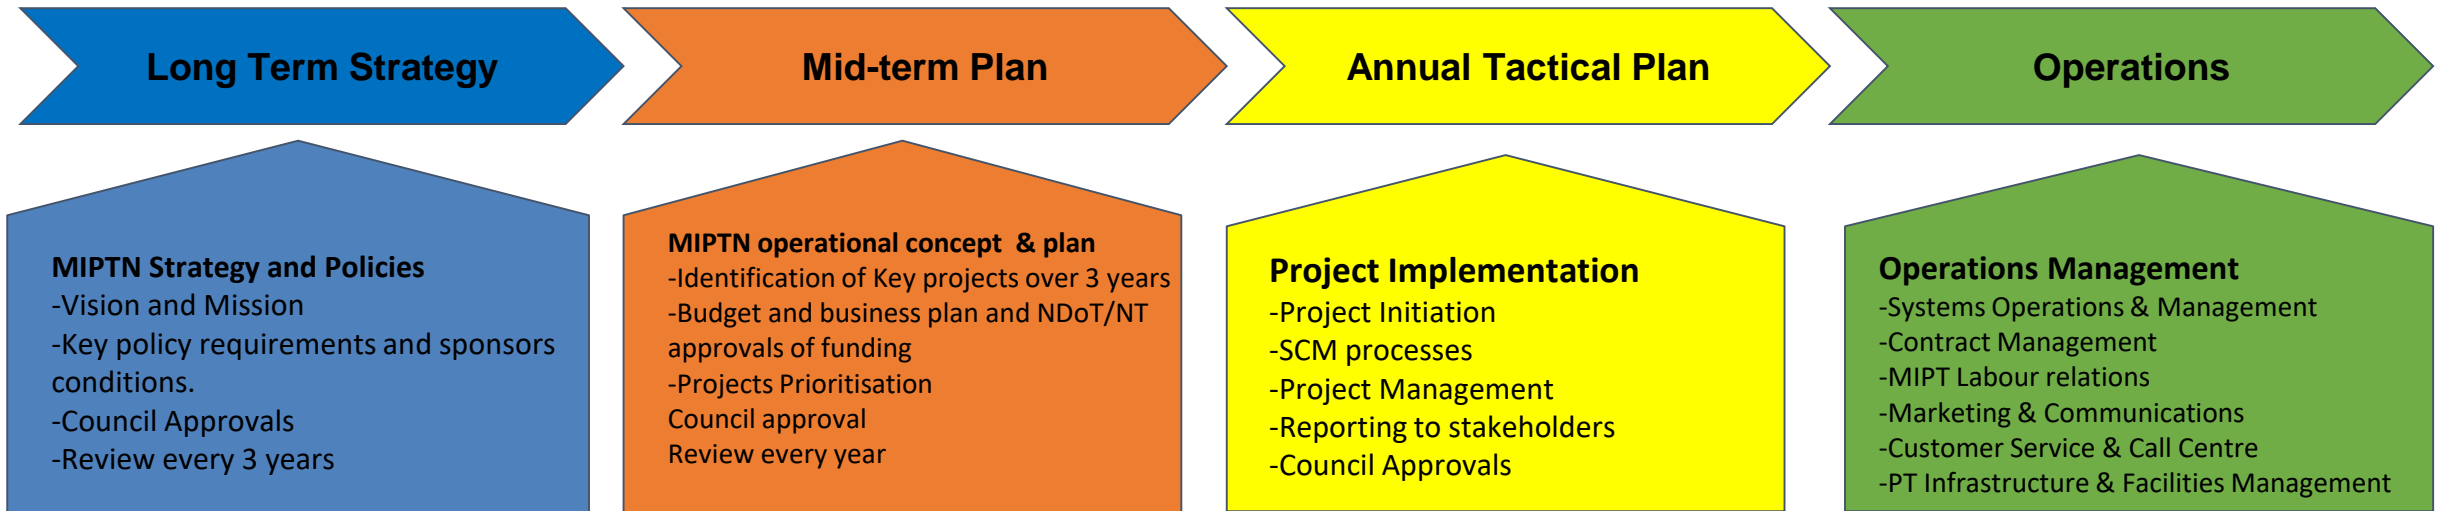 Long Term Strategy
Mid-term Plan
Annual Tactical Plan
Operations
MIPTN Strategy and Policies
-Vision and Mission
-Key policy requirements and sponsors
conditions.
-Council Approvals
-Review every 3 years
MIPTN operational concept & plan
-Identification of Key projects over 3 years
-Budget and business plan and NDoT/NT
approvals of funding
-Projects Prioritisation
Council approval
Review every year
Project Implementation
-Project Initiation
-SCM processes
-Project Management
-Reporting to stakeholders
-Council Approvals
Operations Management
-Systems Operations & Management
-Contract Management
-MIPT Labour relations
-Marketing & Communications
-Customer Service & Call Centre
-PT Infrastructure & Facilities Management